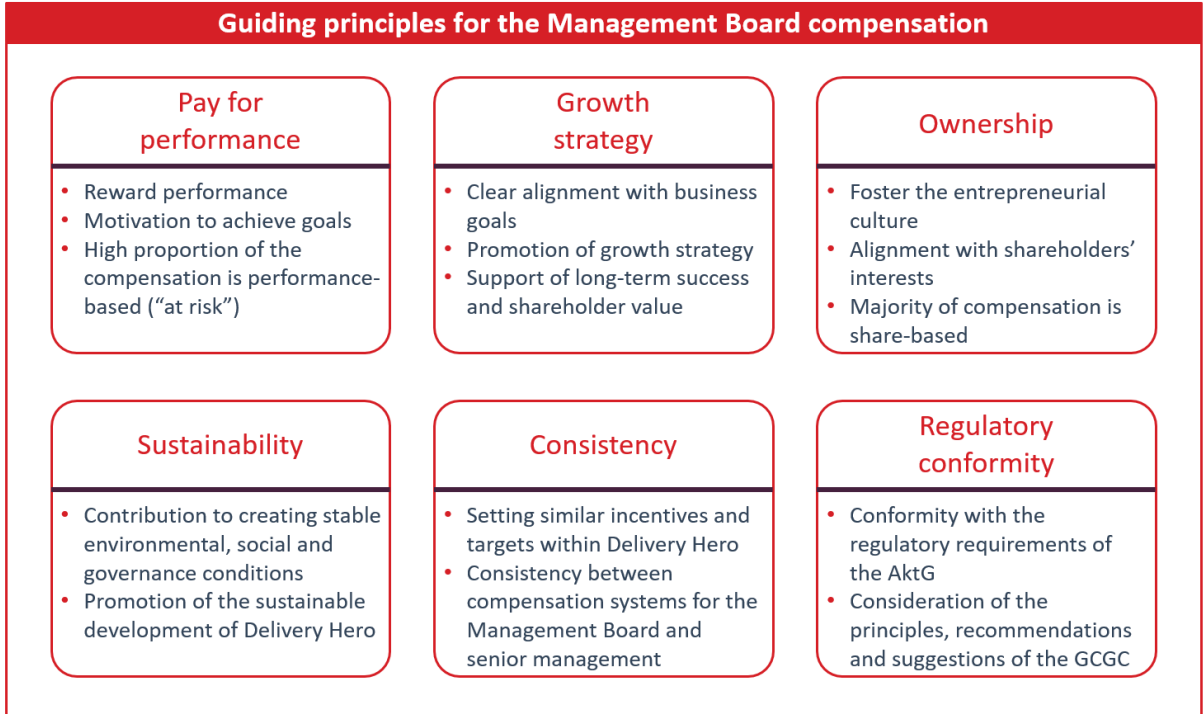 Guiding principles for the Management Board compensation
Pay for
performance
• Reward performance
• Motivation to achieve goals
• High proportion of the
compensation is performance-
based (“at risk”)
Growth
strategy
• Clear alignment with business
goals
• Promotion of growth strategy
• Support of long-term success
and shareholder value
Ownership
• Foster the entrepreneurial
culture
• Alignment with shareholders’
interests
• Majority of compensation is
share-based
Sustainability
• Contribution to creating stable
environmental, social and
governance conditions
• Promotion of the sustainable
development of Delivery Hero
Consistency
• Setting similar incentives and
targets within Delivery Hero
• Consistency between
compensation systems for the
Management Board and
senior management
Regulatory
conformity
• Conformity with the
regulatory requirements of
the AktG
• Consideration of the
principles, recommendations
and suggestions of the GCGC